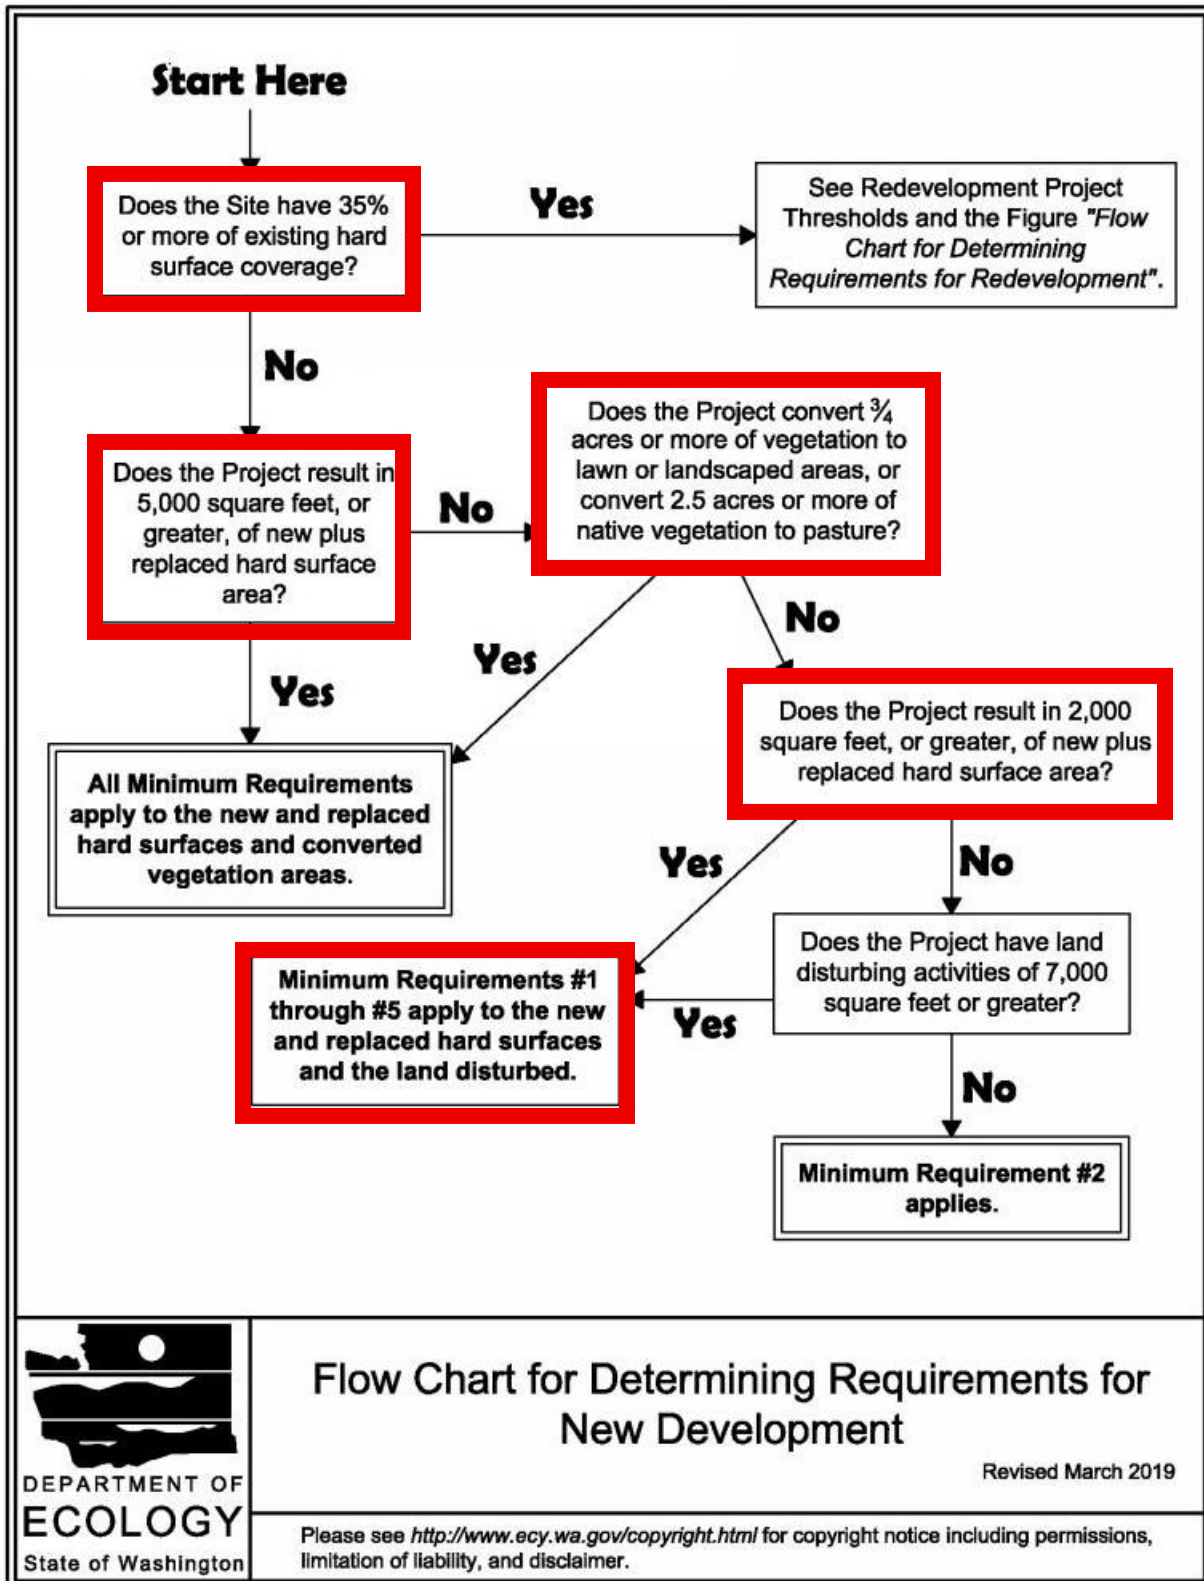 Start Here
Does the Site have 35%
or more of existing hard
surface coverage?
Yes
See Redevelopment Project
Thresholds and the Figure "Flow
Chart for Determining
Requirements for Redevelopment".
No
Does the Project result in
5,000 square feet, or
greater, of new plus
replaced hard surface
area?
No
Does the Project convert ¾
acres or more of vegetation to
lawn or landscaped areas, or
convert 2.5 acres or more of
native vegetation to pasture?
Yes
Yes
No
All Minimum Requirements
apply to the new and replaced
hard surfaces and converted
vegetation areas.
Does the Project result in 2,000
square feet, or greater, of new plus
replaced hard surface area?
Yes
No
Minimum Requirements #1
through #5 apply to the new
and replaced hard surfaces
and the land disturbed.
Yes
Does the Project have land
disturbing activities of 7,000
square feet or greater?
No
Minimum Requirement #2
applies.
DEPARTMENT OF
ECOLOGY
State of Washington
Flow Chart for Determining Requirements for
New Development
Revised March 2019
Please see http://www.ecy.wa.gov/copyright.html for copyright notice including permissions,
limitation of liability, and disclaimer.